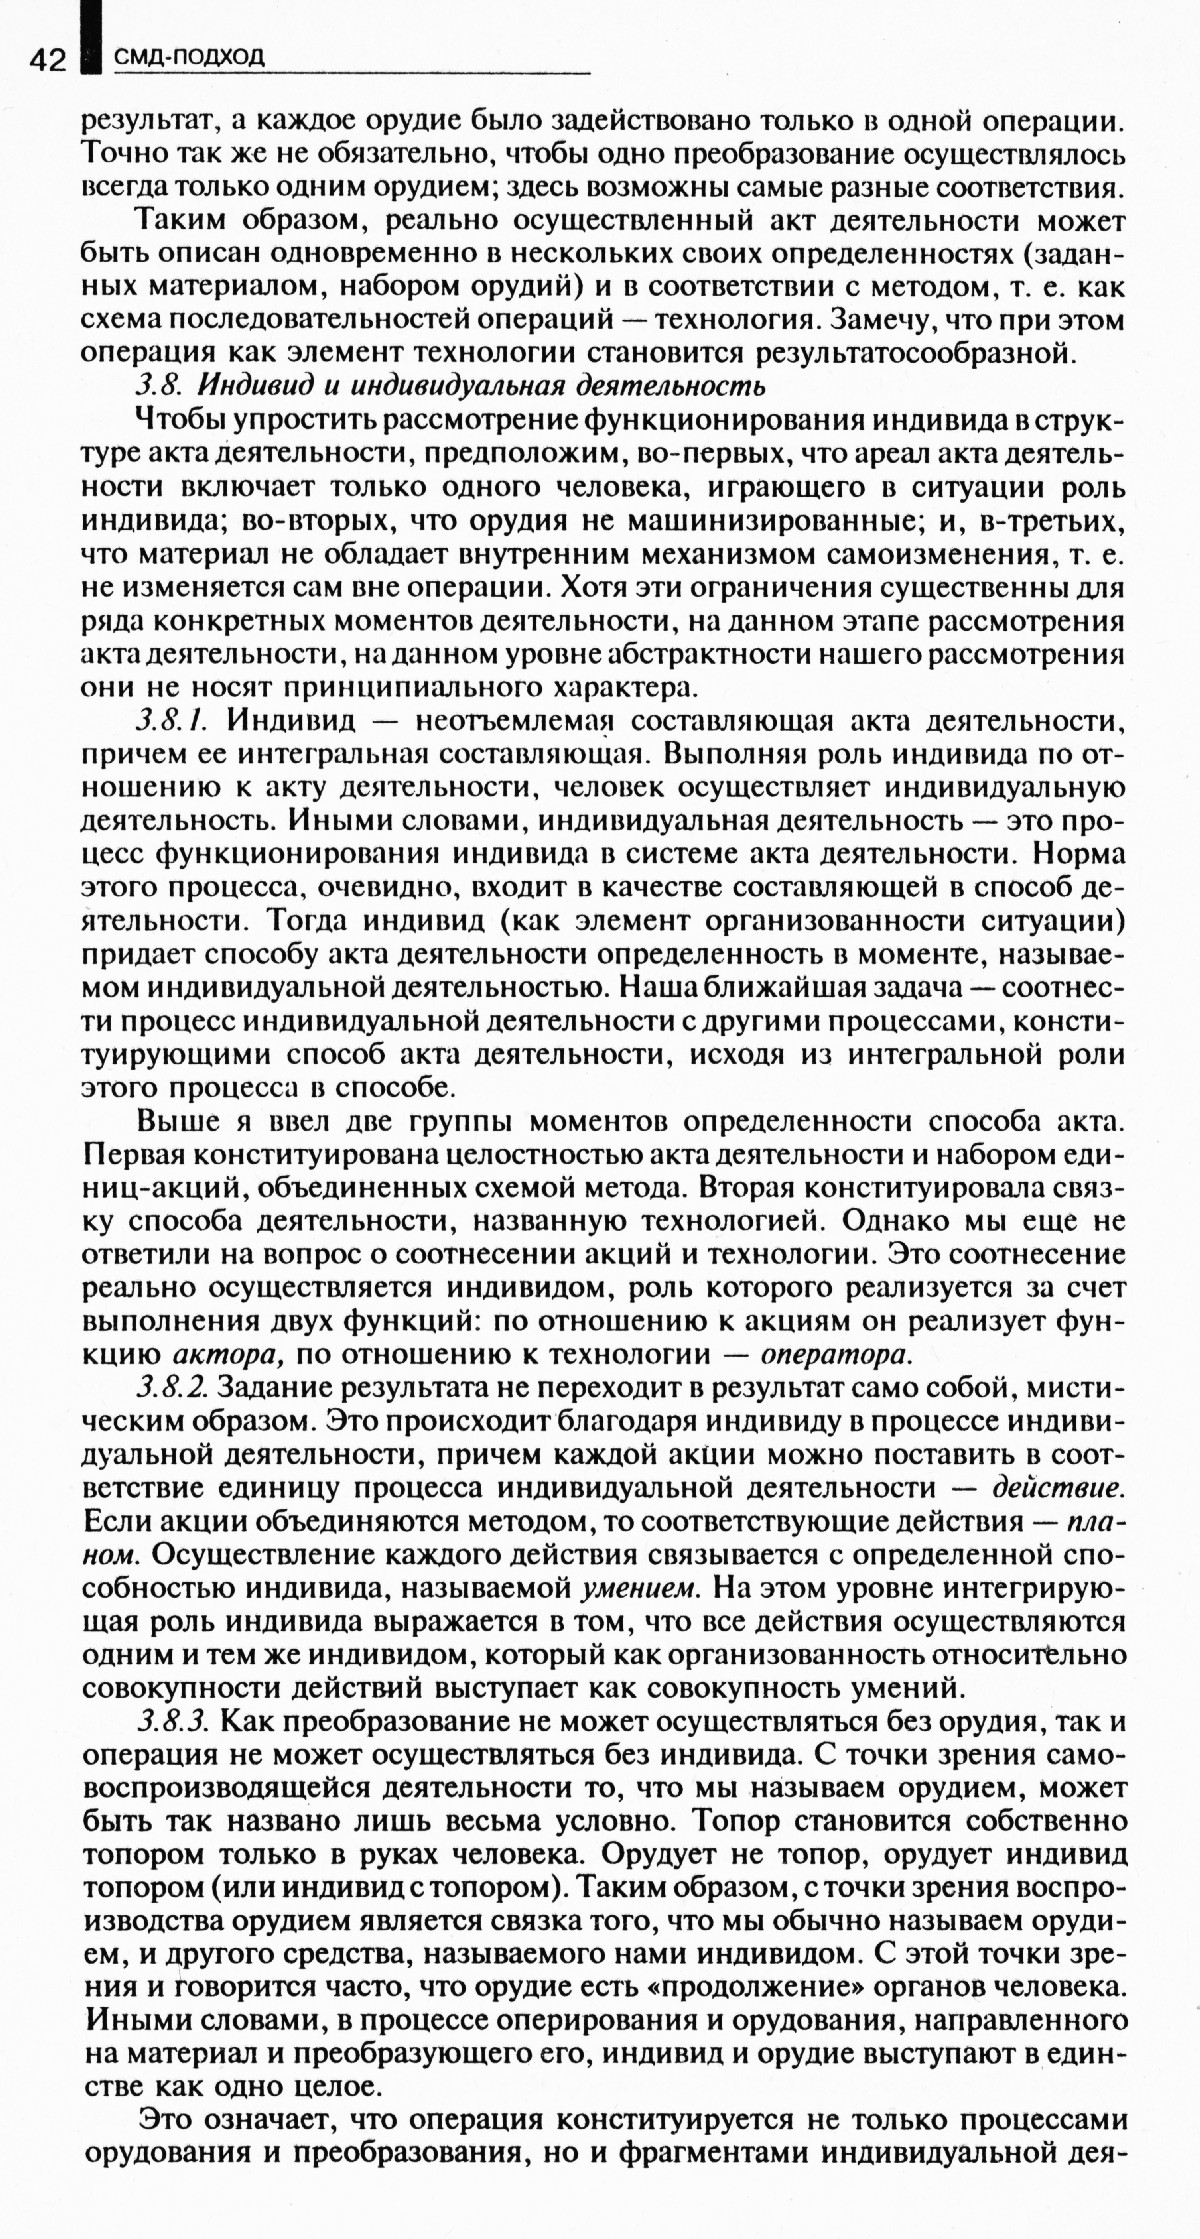 42 СМД-ПОДХОД
результат, а каждое орудие было задействовано только в одной операции.
Точно так же не обязательно, чтобы одно преобразование осуществлялось
всегда только одним орудием; здесь возможны самые разные соответствия.
Таким образом, реально осуществленный акт деятельности может
быть описан одновременно в нескольких своих определенностях (задан-
ных материалом, набором орудий) и в соответствии с методом, т. е. как
схема последовательностей операций — технология. Замечу, что при этом
операция как элемент технологии становится результатосообразной.
3.8. Индивид и индивидуальная деятельность
Чтобы упростить рассмотрение функционирования индивида в струк-
туре акта деятельности, предположим, во-первых, что ареал акта деятель-
ности включает только одного человека, играющего в ситуации роль
индивида; во-вторых, что орудия не машинизированные; и, в-третьих,
что материал не обладает внутренним механизмом самоизменения, т. е.
не изменяется сам вне операции. Хотя эти ограничения существенны для
ряда конкретных моментов деятельности, на данном этапе рассмотрения
акта деятельности, на данном уровне абстрактности нашего рассмотрения
они не носят принципиального характера.
3.8.1. Индивид — неотъемлемая составляющая акта деятельности,
причем ее интегральная составляющая. Выполняя роль индивида по от-
ношению к акту деятельности, человек осуществляет индивидуальную
деятельность. Иными словами, индивидуальная деятельность — это про-
цесс функционирования индивида в системе акта деятельности. Норма
этого процесса, очевидно, входит в качестве составляющей в способ де-
ятельности. Тогда индивид (как элемент организованности ситуации)
придает способу акта деятельности определенность в моменте, называе-
мом индивидуальной деятельностью. Наша ближайшая задача — соотнес-
ти процесс индивидуальной деятельности с другими процессами, консти-
туирующими способ акта деятельности, исходя из интегральной роли
этого процесса в способе.
Выше я ввел две группы моментов определенности способа акта.
Первая конституирована целостностью акта деятельности и набором еди-
ниц-акций, объединенных схемой метода. Вторая конституировала связ-
ку способа деятельности, названную технологией. Однако мы еще не
ответили на вопрос о соотнесении акций и технологии. Это соотнесение
реально осуществляется индивидом, роль которого реализуется за счет
выполнения двух функций: по отношению к акциям он реализует фун-
кцию актора, по отношению к технологии — оператора.
3.8.2. Задание результата не переходит в результат само собой, мисти-
ческим образом. Это происходит благодаря индивиду в процессе индиви-
дуальной деятельности, причем каждой акции можно поставить в соот-
ветствие единицу процесса индивидуальной деятельности — действие.
Если акции объединяются методом, то соответствующие действия — пла-
ном. Осуществление каждого действия связывается с определенной спо-
собностью индивида, называемой умением. На этом уровне интегрирую-
щая роль индивида выражается в том, что все действия осуществляются
одним и тем же индивидом, который как организованность относительно
совокупности действий выступает как совокупность умений.
3.8.3. Как преобразование не может осуществляться без орудия, так и
операция не может осуществляться без индивида. С точки зрения само-
воспроизводящейся деятельности то, что мы называем орудием, может
быть так названо лишь весьма условно. Топор становится собственно
топором только в руках человека. Орудует не топор, орудует индивид
топором (или индивид с топором). Таким образом, с точки зрения воспро-
изводства орудием является связка того, что мы обычно называем оруди-
ем, и другого средства, называемого нами индивидом. С этой точки зре-
ния и говорится часто, что орудие есть «продолжение» органов человека.
Иными словами, в процессе оперирования и орудования, направленного
на материал и преобразующего его, индивид и орудие выступают в един-
стве как одно целое.
Это означает, что операция конституируется не только процессами
орудования и преобразования, но и фрагментами индивидуальной дея-